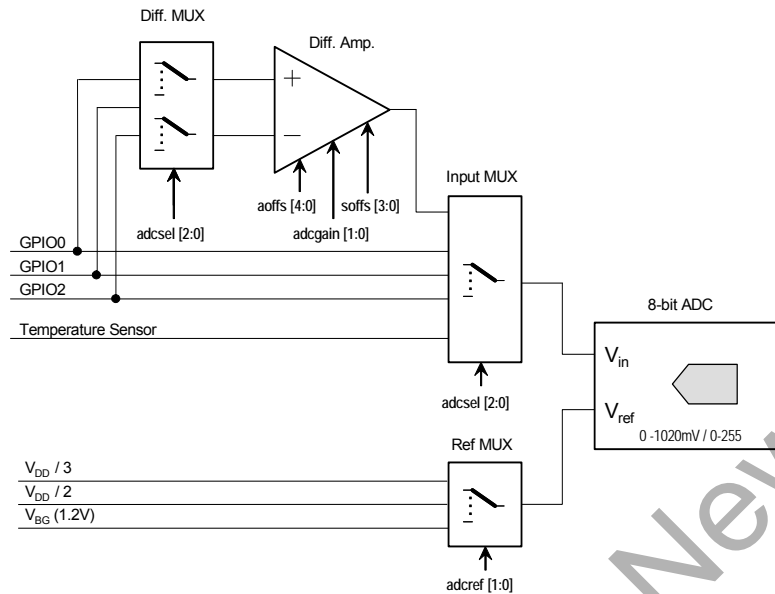 Diff. MUX
Diff. Amp.
+
−
aoffs [4:0]
soffs [3:0]
adcgain [1:0]
adcsel [2:0]
Input MUX
GPIO0
GPIO1
GPIO2
Temperature Sensor
adcsel [2:0]
8-bit ADC
Vin
Vref
0 -1020mV / 0-255
Ref MUX
VDD / 3
VDD / 2
VBG (1.2V)
adcref [1:0]
New